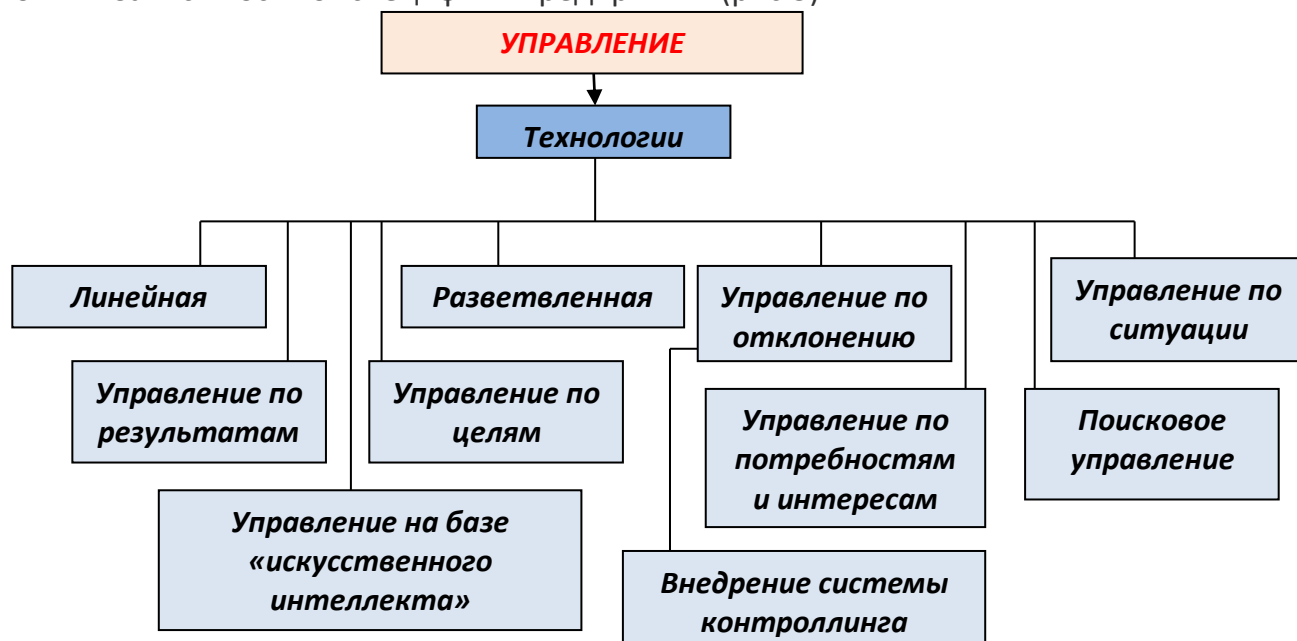 УПРАВЛЕНИЕ
Технологии
Линейная
Разветвленная
Управление по
отклонению
Управление по
ситуации
Управление по
результатам
Управление по
целям
Управление по
потребностям
и интересам
Поисковое
управление
Управление на базе
«искусственного
интеллекта»
Внедрение системы
контроллинга